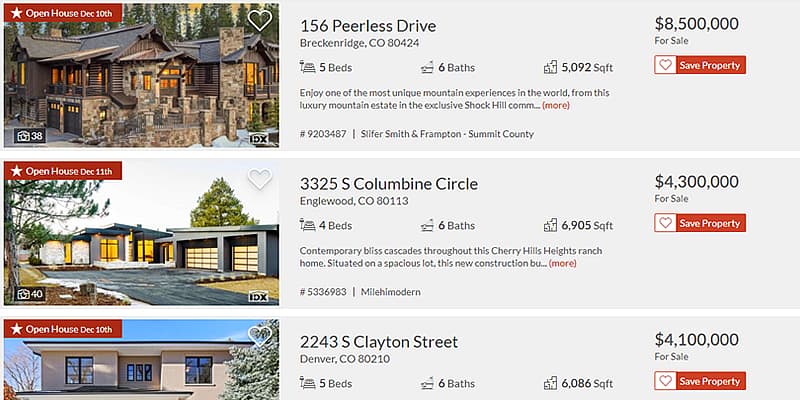 Open House Dec 10th
38
IDX
156 Peerless Drive
Breckenridge, CO 80424
5 Beds 6 Baths 5,092 Sqft
Enjoy one of the most unique mountain experiences in the world, from this
luxury mountain estate in the exclusive Shock Hill comm... (more)
# 9203487 | Slifer Smith & Frampton - Summit County
$8,500,000
For Sale
Save Property
Open House Dec 11th
40
IDX
3325 S Columbine Circle
Englewood, CO 80113
4 Beds 6 Baths 6,905 Sqft
Contemporary bliss cascades throughout this Cherry Hills Heights ranch
home. Situated on a spacious lot, this new construction bu... (more)
# 5336983 | Milehimodern
$4,300,000
For Sale
Save Property
Open House Dec 10th
2243 S Clayton Street
Denver, CO 80210
5 Beds 6 Baths 6,086 Sqft
$4,100,000
For Sale
Save Property